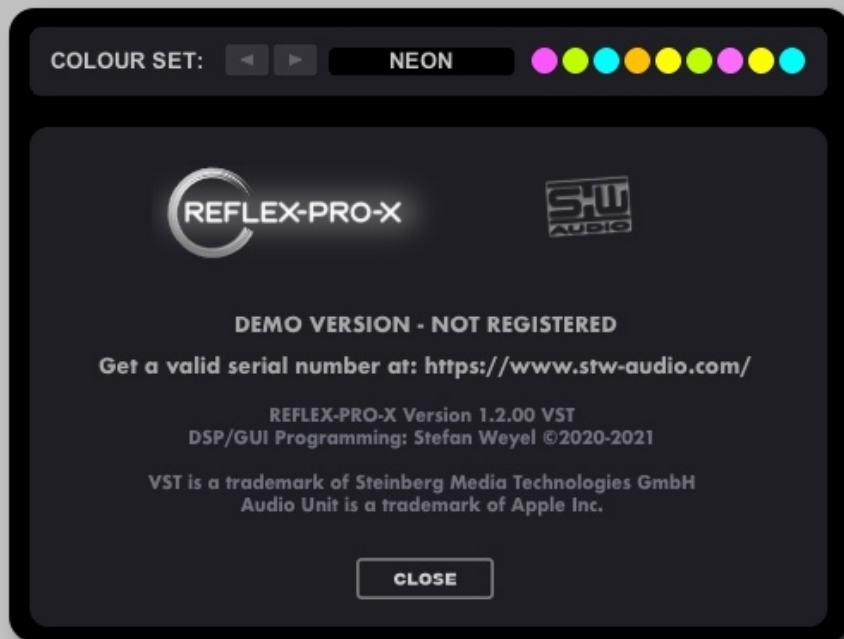 COLOUR SET:
NEON
REFLEX-PRO-X
STW
AUDIO
DEMO VERSION - NOT REGISTERED
Get a valid serial number at: https://www.stw-audio.com/
REFLEX-PRO-X Version 1.2.00 VST
DSP/GUI Programming: Stefan Weyel ©2020-2021
VST is a trademark of Steinberg Media Technologies GmbH
Audio Unit is a trademark of Apple Inc.
CLOSE